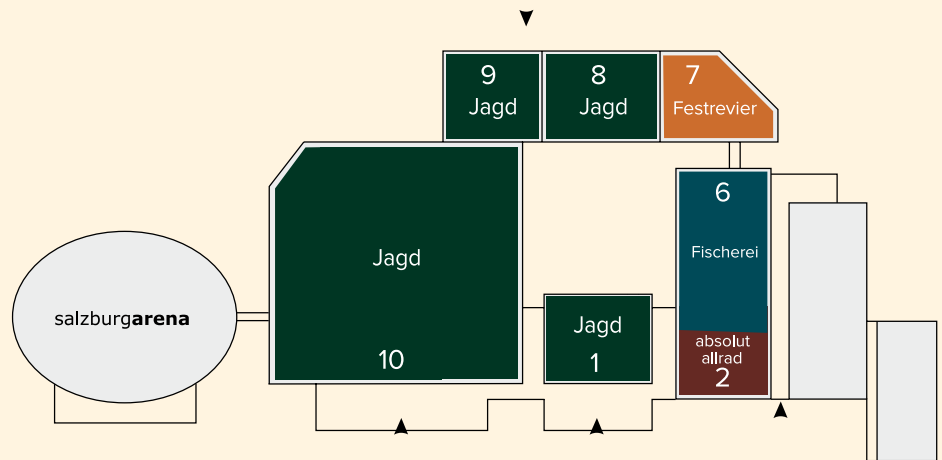 9
Jagd
8
Jagd
7
Festrevier
6
Fischerei
absolut
allrad
2
Jagd
10
Jagd
1
salzburgarena